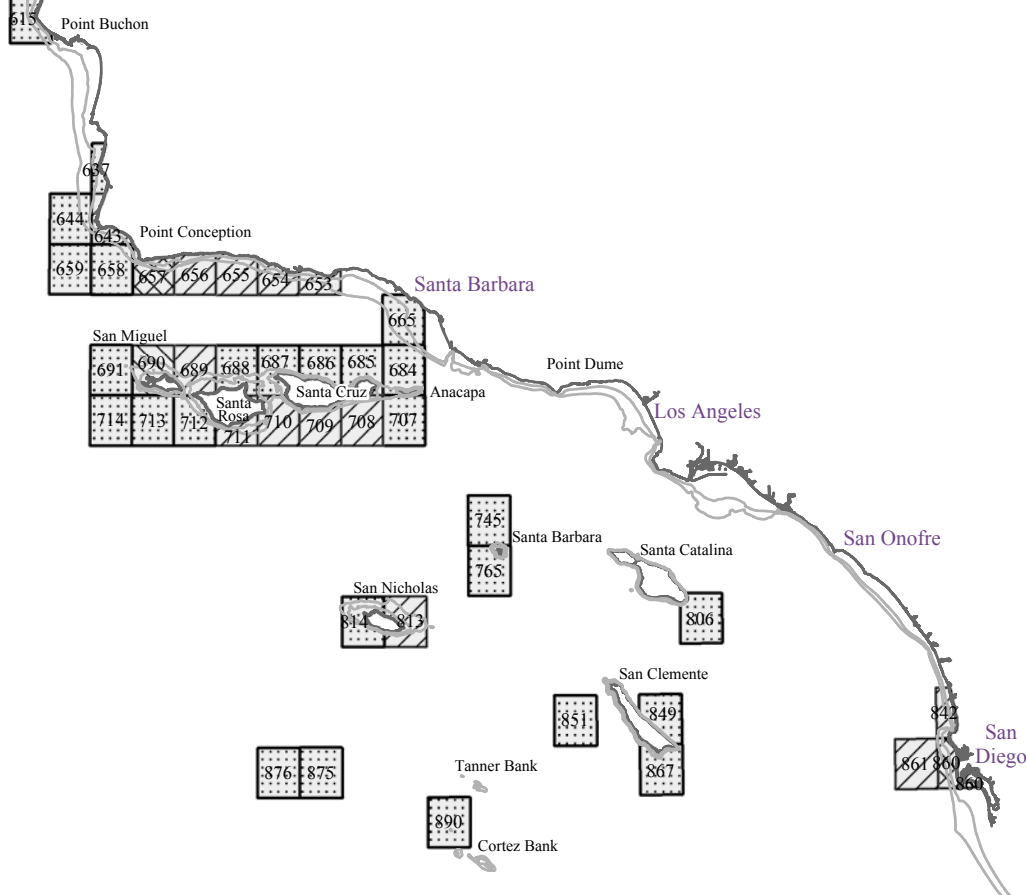 615
Point Buchon
637
644
643
Point Conception
659
658
657
656
655
654
653
Santa Barbara
665
San Miguel
691
690
689
688
687
686
685
684
Point Dume
Santa Cruz
Anacapa
Santa
Rosa
714
713
712
711
710
709
708
707
Los Angeles
745
Santa Barbara
765
Santa Catalina
San Onofre
San Nicholas
814
813
806
San Clemente
851
849
842
San
Diego
876
875
867
861
860
860
Tanner Bank
890
Cortez Bank